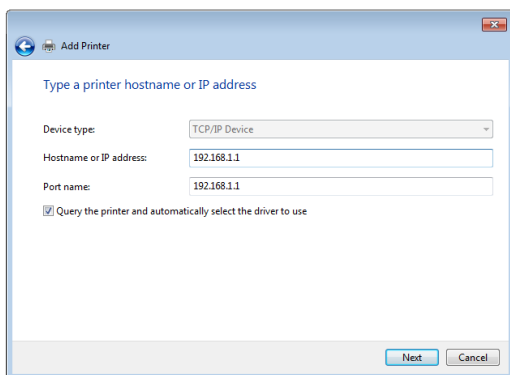 Add Printer
Type a printer hostname or IP address
Device type: TCP/IP Device
Hostname or IP address: 192.168.1.1
Port name: 192.168.1.1
Query the printer and automatically select the driver to use
Next Cancel